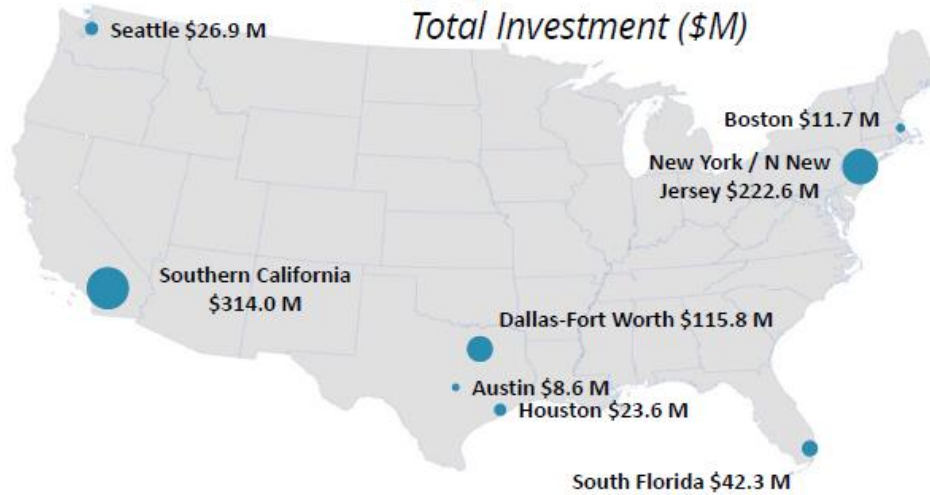 Total Investment ($M)
Seattle $26.9 M
Boston $11.7 M
New York / N New
Jersey $222.6 M
Southern California
$314.0 M
Dallas-Fort Worth $115.8 M
Austin $8.6 M
Houston $23.6 M
South Florida $42.3 M